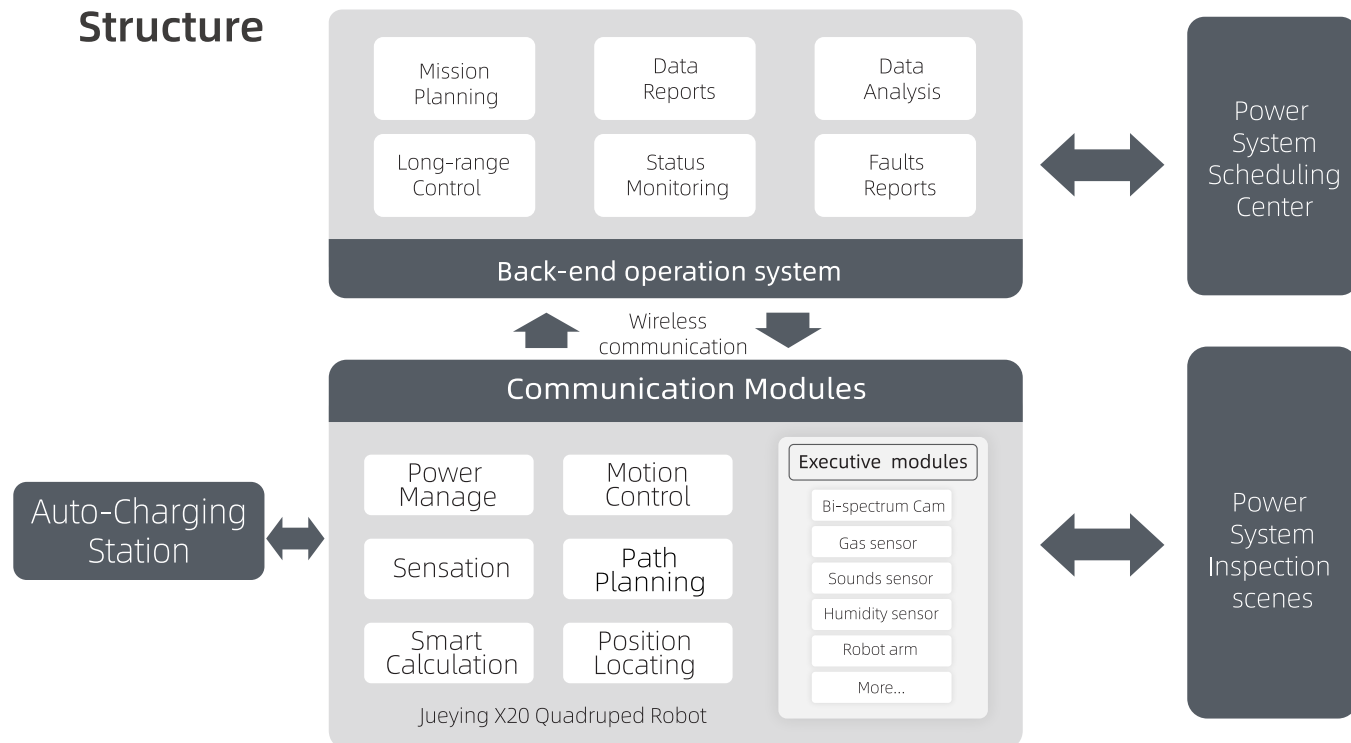 Structure
Mission
Planning
Data
Reports
Data
Analysis
Long-range
Control
Status
Monitoring
Faults
Reports
Back-end operation system
Power
System
Scheduling
Center
Wireless
communication
Communication Modules
Auto-Charging
Station
Power
Manage
Motion
Control
Sensation
Path
Planning
Smart
Calculation
Position
Locating
Jueying X20 Quadruped Robot
Executive modules
Bi-spectrum Cam
Gas sensor
Sounds sensor
Humidity sensor
Robot arm
More...
Power
System
Inspection
scenes